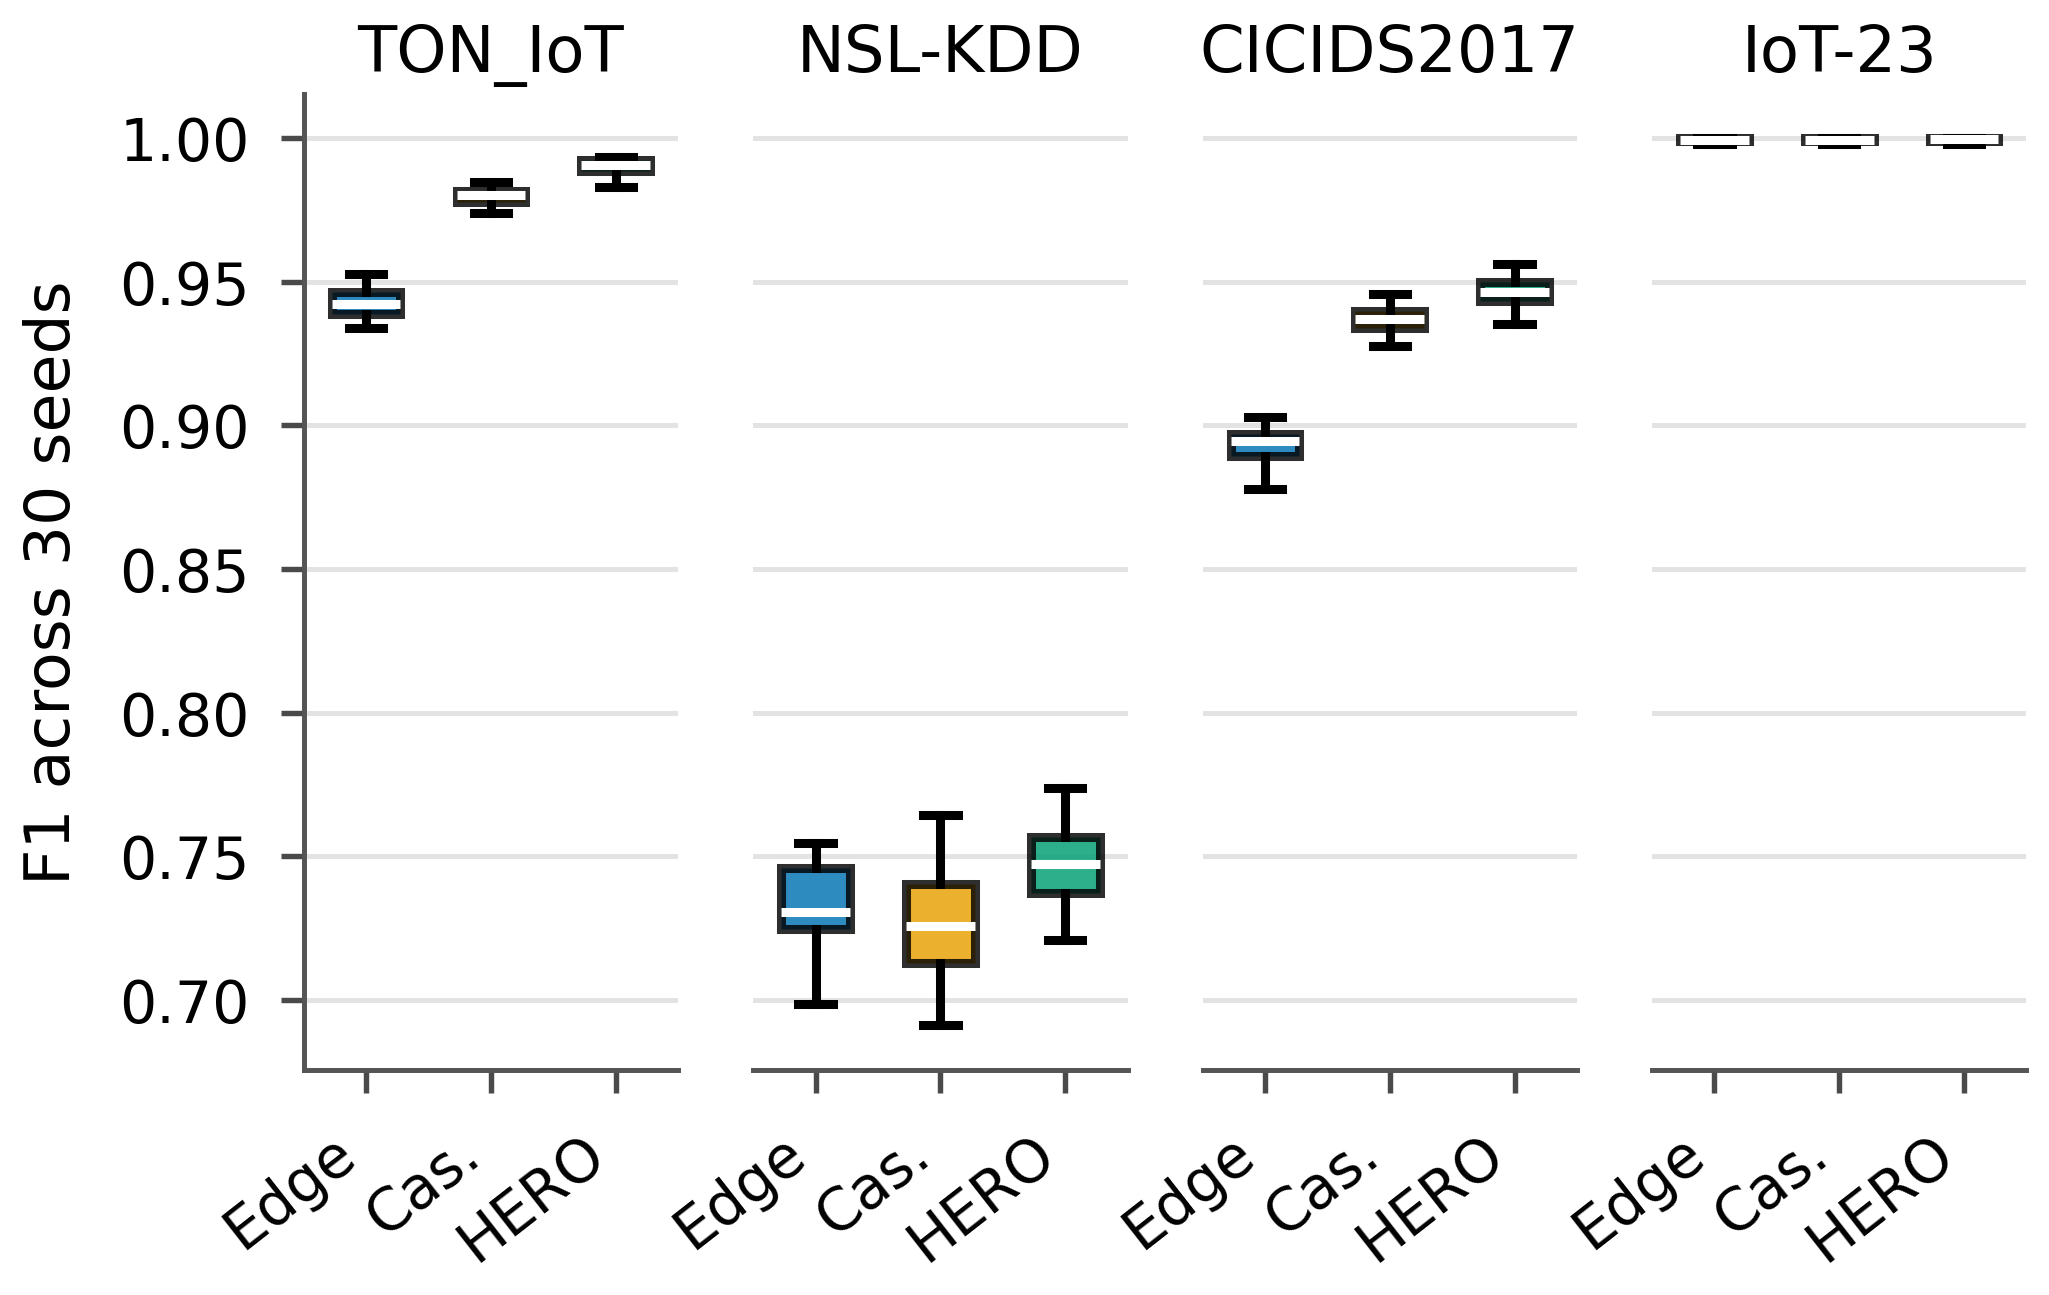 TON_IoT NSL-KDD CICIDS2017 IoT-23
F1 across 30 seeds
1.00
0.95
0.90
0.85
0.80
0.75
0.70
Edge Cas. HERO Edge Cas. HERO Edge Cas. HERO Edge Cas. HERO